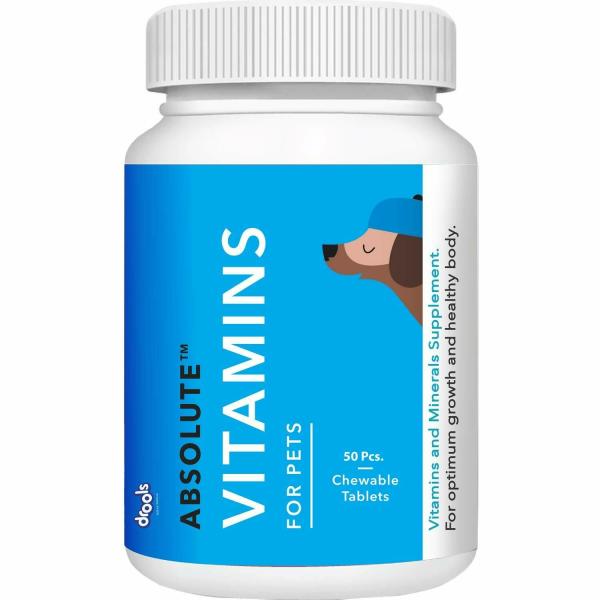 drools
ABSOLUTE™
VITAMINS
FOR PETS
50 Pcs.
Chewable
Tablets
Vitamins and Minerals Supplement.
For optimum growth and healthy body.